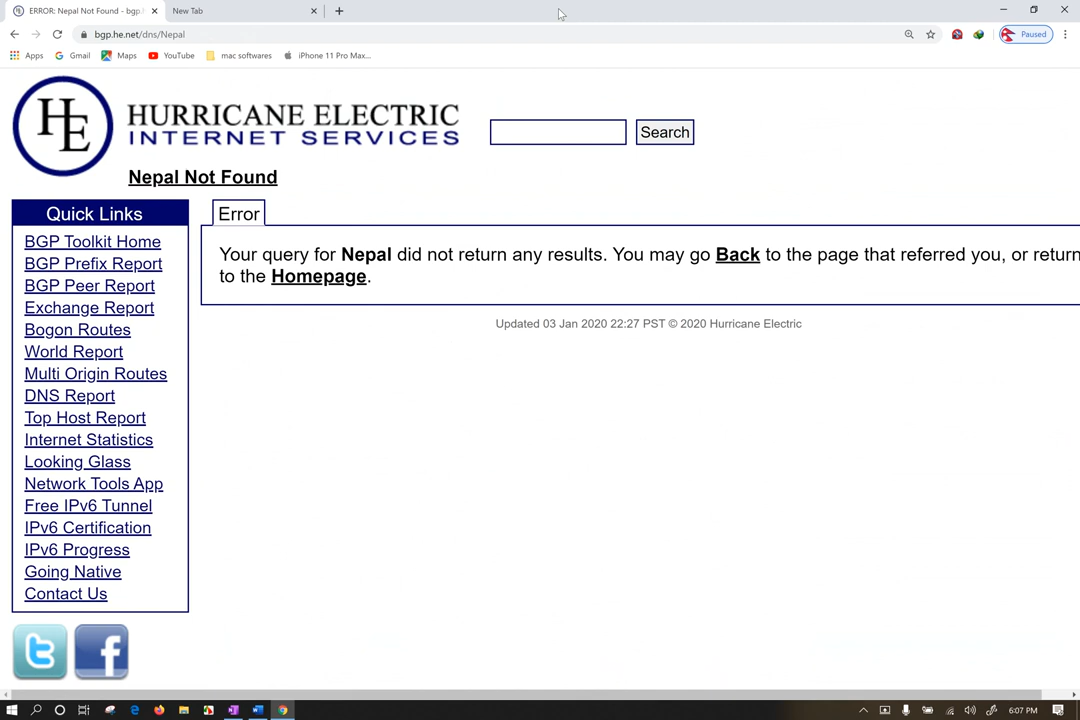 ERROR: Nepal Not Found - bgp
New Tab
bgp.he.net/dns/Nepal
Paused
Apps
Gmail
Maps
YouTube
mac softwares
iPhone 11 Pro Max...
HE
HURRICANE ELECTRIC
INTERNET SERVICES
Search
Nepal Not Found
Quick Links
BGP Toolkit Home
BGP Prefix Report
BGP Peer Report
Exchange Report
Bogon Routes
World Report
Multi Origin Routes
DNS Report
Top Host Report
Internet Statistics
Looking Glass
Network Tools App
Free IPv6 Tunnel
IPv6 Certification
IPv6 Progress
Going Native
Contact Us
Error
Your query for Nepal did not return any results. You may go Back to the page that referred you, or return
to the Homepage.
Updated 03 Jan 2020 22:27 PST © 2020 Hurricane Electric
6:07 PM